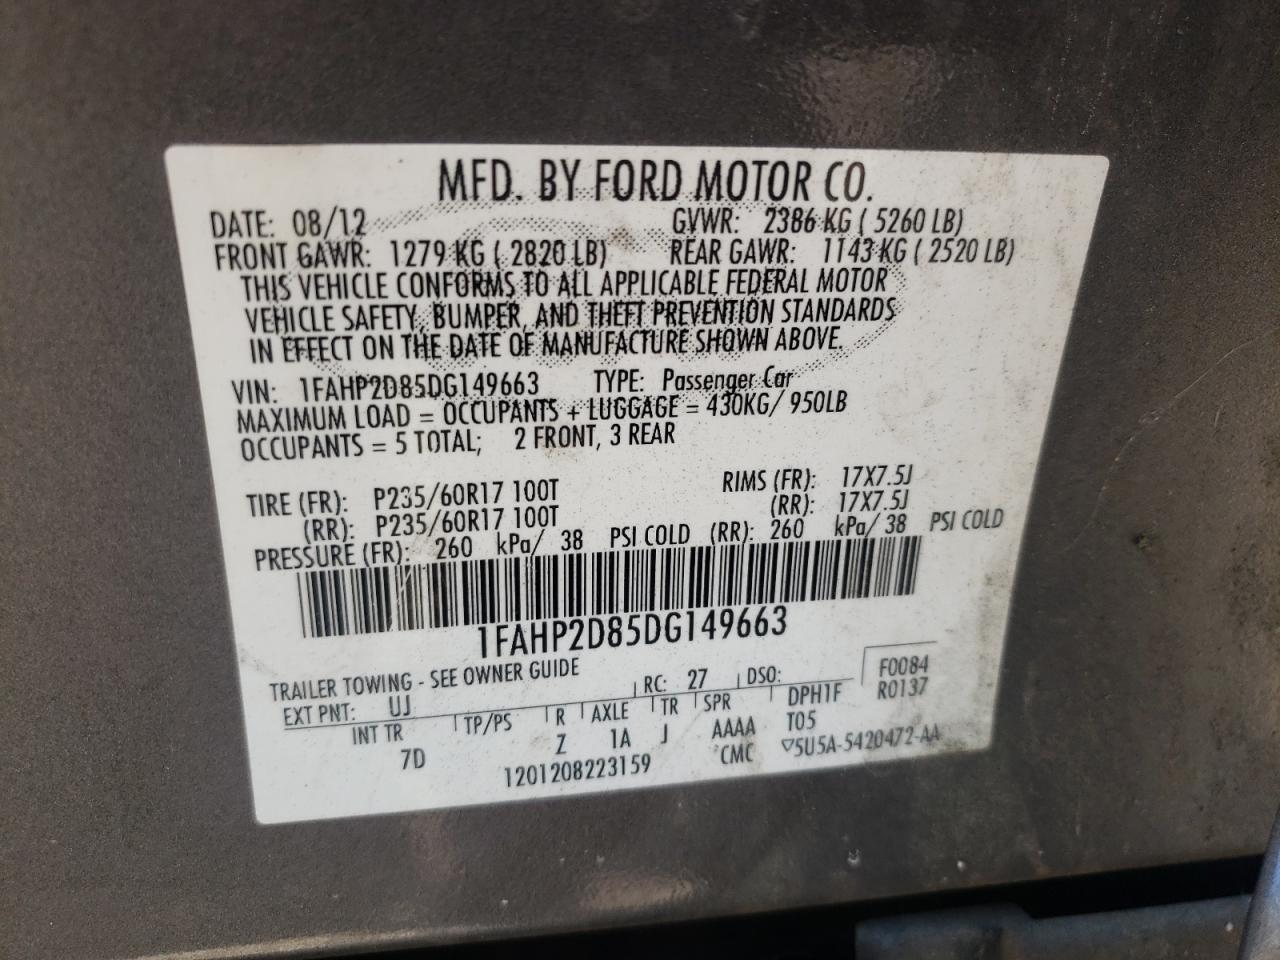 MFD. BY FORD MOTOR CO.
DATE: 08/12 GVWR: 2386 KG ( 5260 LB)
FRONT GAWR: 1279 KG ( 2820 LB) REAR GAWR: 1143 KG ( 2520 LB)
THIS VEHICLE CONFORMS TO ALL APPLICABLE FEDERAL MOTOR
VEHICLE SAFETY, BUMPER, AND THEFT PREVENTION STANDARDS
IN EFFECT ON THE DATE OF MANUFACTURE SHOWN ABOVE.
VIN: 1FAHP2D85DG149663 TYPE: Passenger Car
MAXIMUM LOAD = OCCUPANTS + LUGGAGE = 430KG/ 950LB
OCCUPANTS = 5 TOTAL; 2 FRONT, 3 REAR
TIRE (FR): P235/60R17 100T RIMS (FR): 17X7.5J
(RR): P235/60R17 100T (RR): 17X7.5J
PRESSURE (FR): 260 kPa/ 38 PSI COLD (RR): 260 kPa/ 38 PSI COLD
1FAHP2D85DG149663
TRAILER TOWING - SEE OWNER GUIDE F0084
EXT PNT: UJ RC: 27 DSO: R0137
INT TR TP/PS R AXLE TR SPR DPH1F
7D Z 1A J AAAA T05
1201208223159 CMC ▽5U5A-5420472-AA